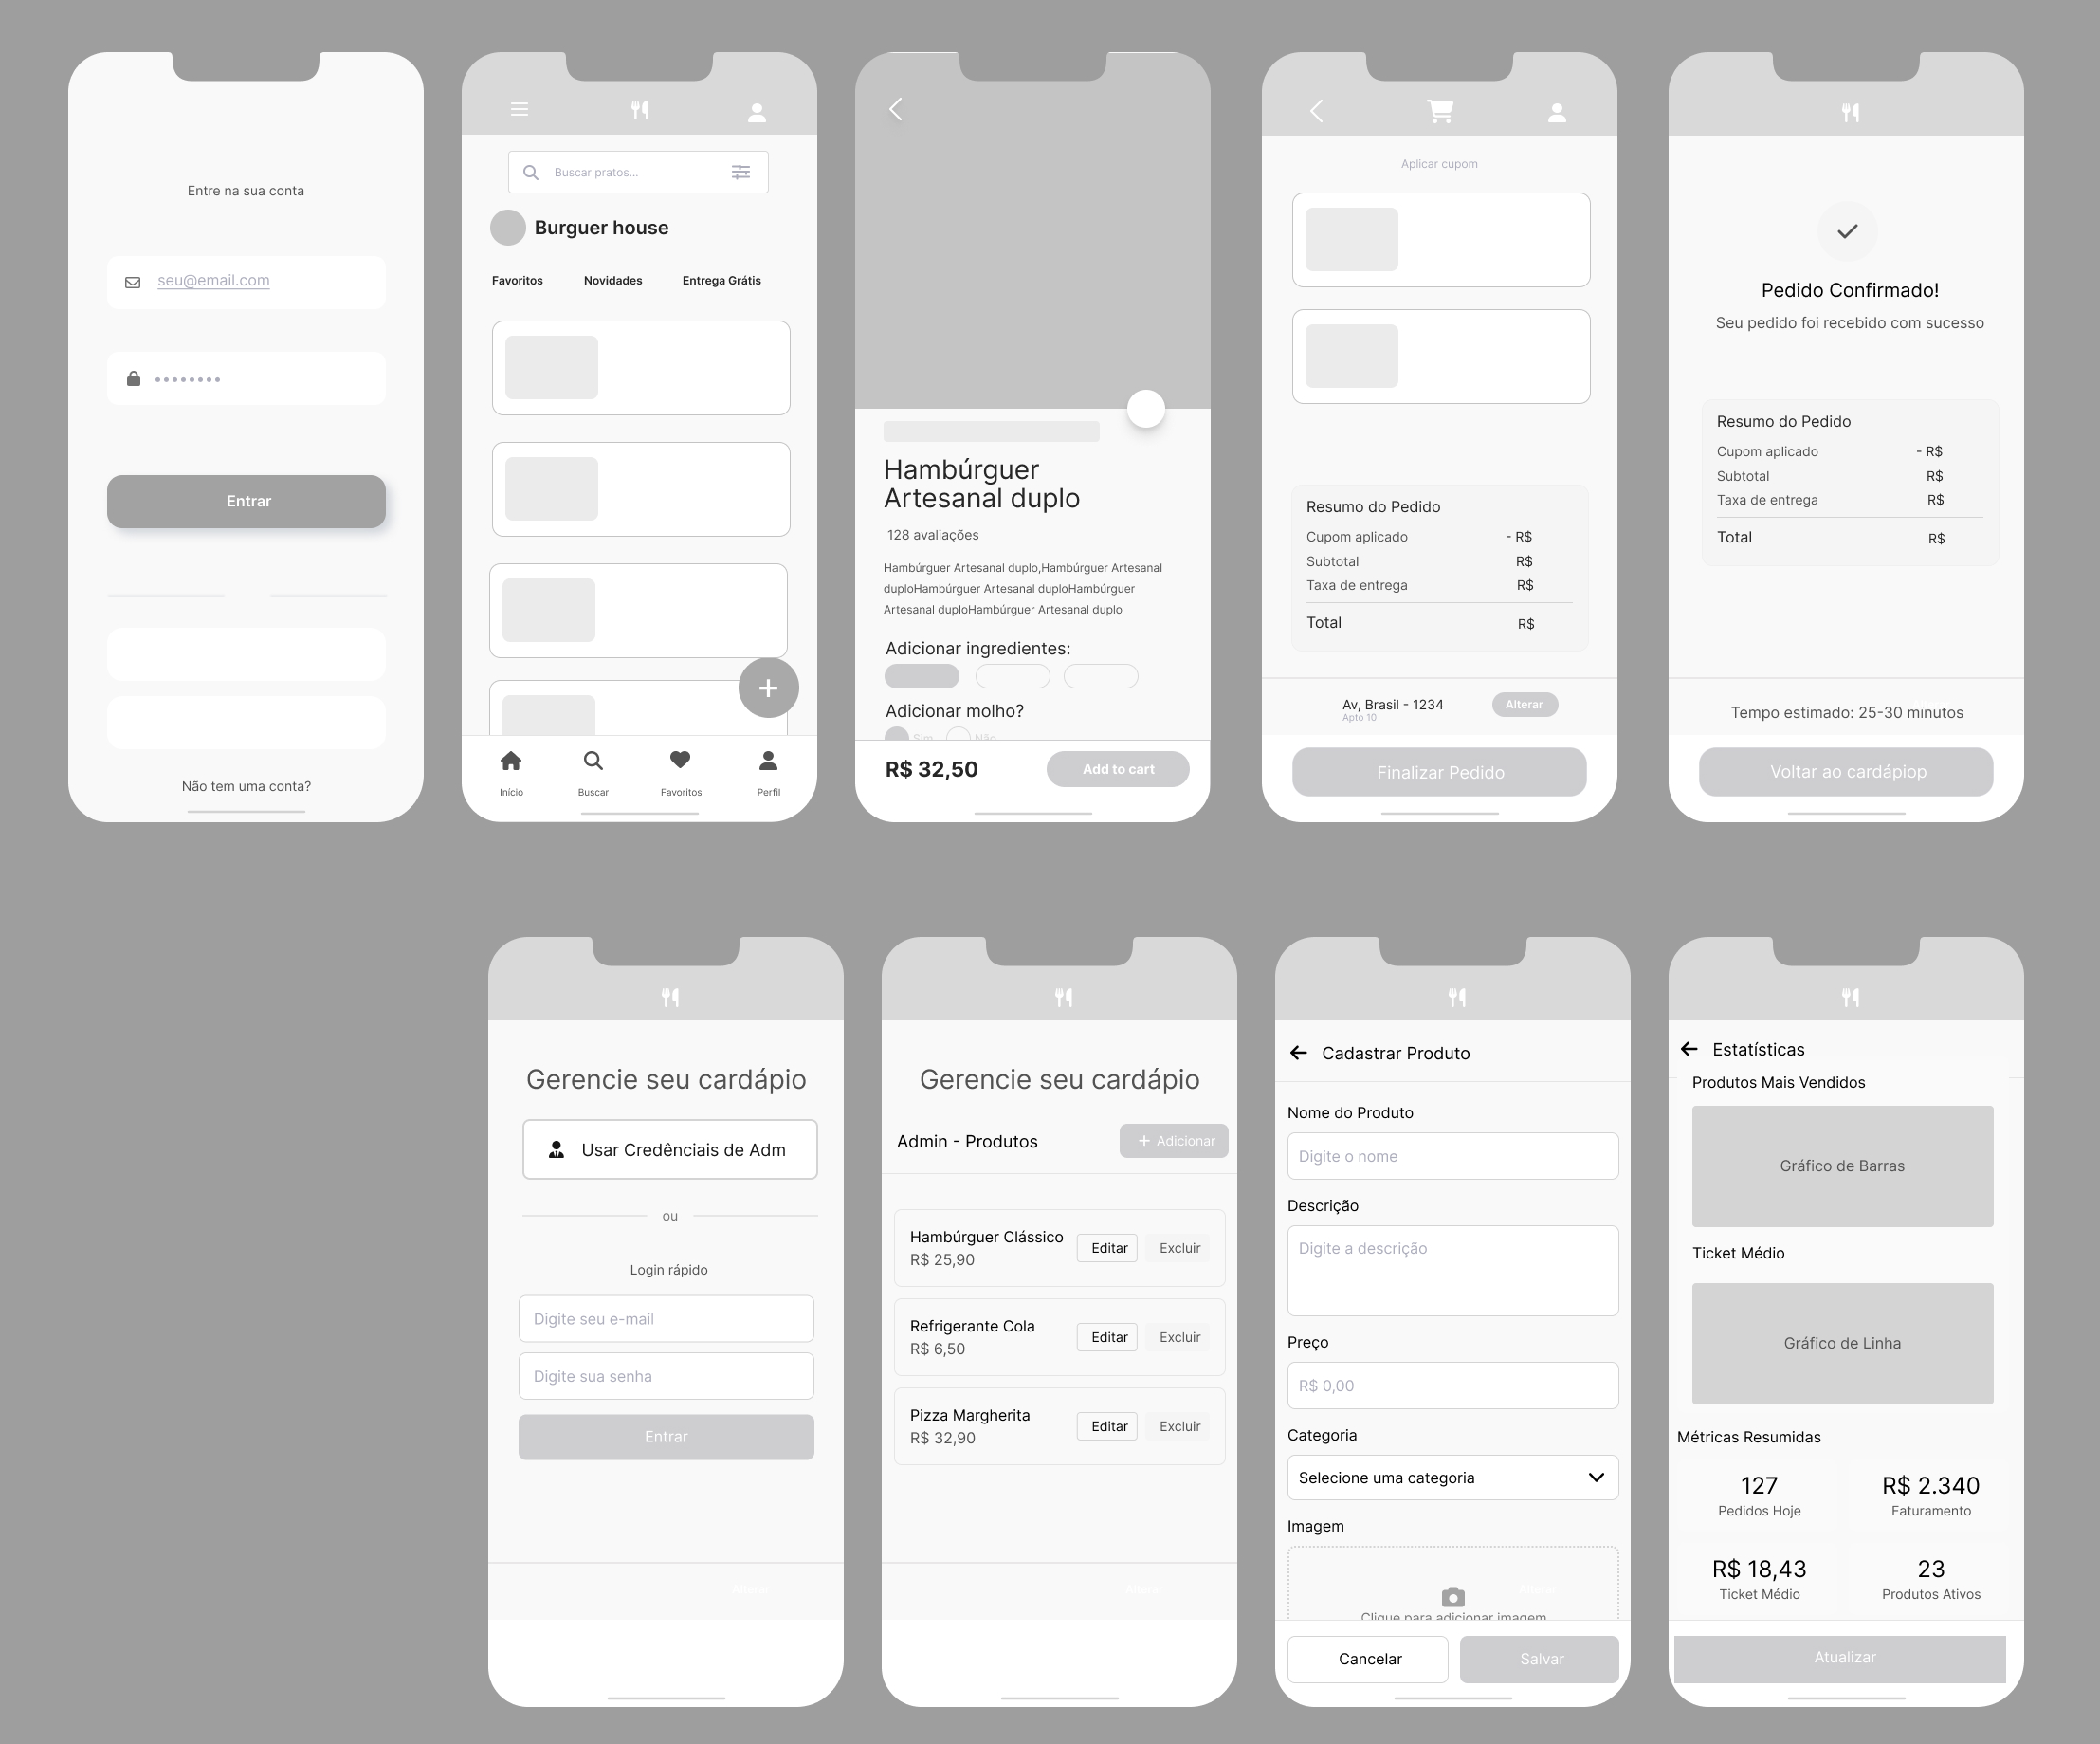 Entre na sua conta
seu@email.com
Entrar
Não tem uma conta?
Buscar pratos...
Burguer house
Favoritos Novidades Entrega Grátis
Início Buscar Favoritos Perfil
Hambúrguer
Artesanal duplo
128 avaliações
Hambúrguer Artesanal duplo,Hambúrguer Artesanal
duploHambúrguer Artesanal duploHambúrguer
Artesanal duploHambúrguer Artesanal duplo
Adicionar ingredientes:
Adicionar molho?
Sim Não
R$ 32,50 Add to cart
Aplicar cupom
Resumo do Pedido
Cupom aplicado - R$
Subtotal R$
Taxa de entrega R$
Total R$
Av, Brasil - 1234 Alterar
Apto 10
Finalizar Pedido
Pedido Confirmado!
Seu pedido foi recebido com sucesso
Resumo do Pedido
Cupom aplicado - R$
Subtotal R$
Taxa de entrega R$
Total R$
Tempo estimado: 25-30 minutos
Voltar ao cardápiop
Gerencie seu cardápio
Usar Credênciais de Adm
ou
Login rápido
Digite seu e-mail
Digite sua senha
Entrar
Alterar
Gerencie seu cardápio
Admin - Produtos + Adicionar
Hambúrguer Clássico Editar Excluir
R$ 25,90
Refrigerante Cola Editar Excluir
R$ 6,50
Pizza Margherita Editar Excluir
R$ 32,90
Alterar
Cadastrar Produto
Nome do Produto
Digite o nome
Descrição
Digite a descrição
Preço
R$ 0,00
Categoria
Selecione uma categoria
Imagem
Alterar
Clique para adicionar imagem
Cancelar Salvar
Estatísticas
Produtos Mais Vendidos
Gráfico de Barras
Ticket Médio
Gráfico de Linha
Métricas Resumidas
127 R$ 2.340
Pedidos Hoje Faturamento
R$ 18,43 23
Ticket Médio Produtos Ativos
Atualizar